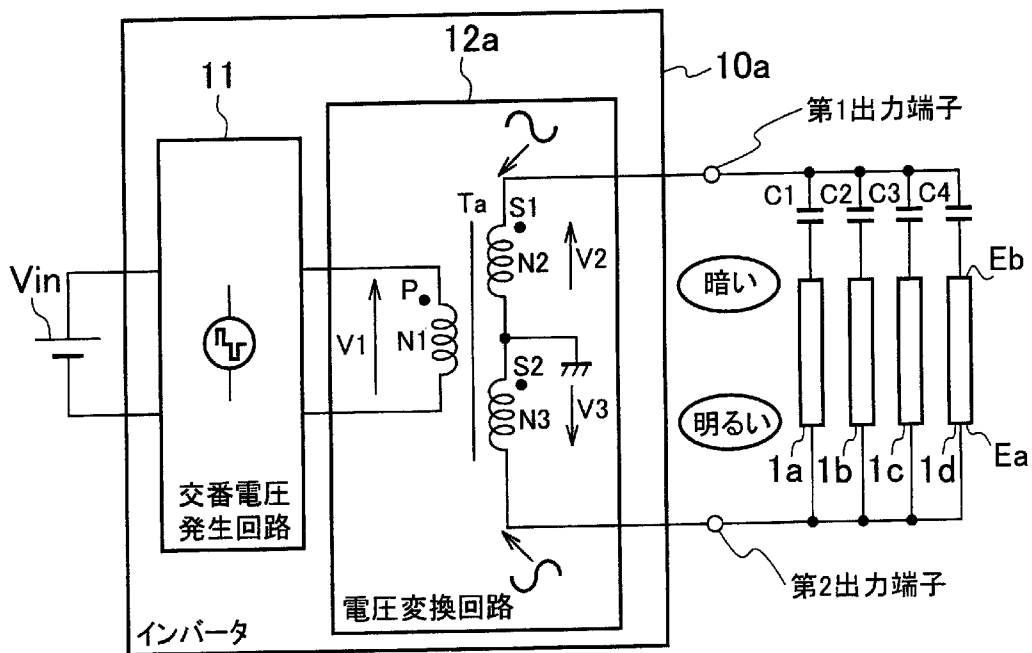 12a
10a
11
第1出力端子
C1
C2
C3
C4
Ta
S1
N2
V2
Eb
暗い
Vin
P
N1
V1
S2
N3
V3
明るい
1a
1b
1c
1d
Ea
交番電圧
発生回路
電圧変換回路
第2出力端子
インバータ